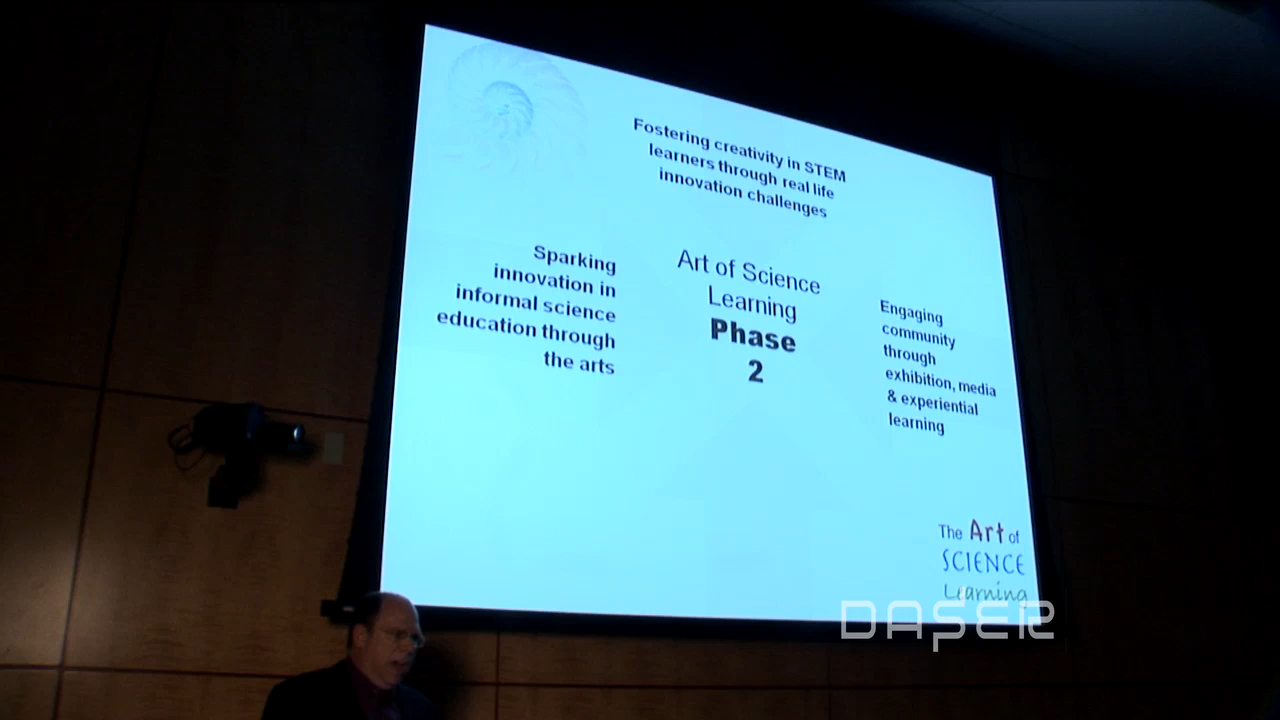 Fostering creativity in STEM
learners through real life
innovation challenges
Sparking
innovation in
informal science
education through
the arts
Art of Science
Learning
Phase
2
Engaging
community
through
exhibition, media
& experiential
learning
The Art of
SCIENCE
Learning
DASER